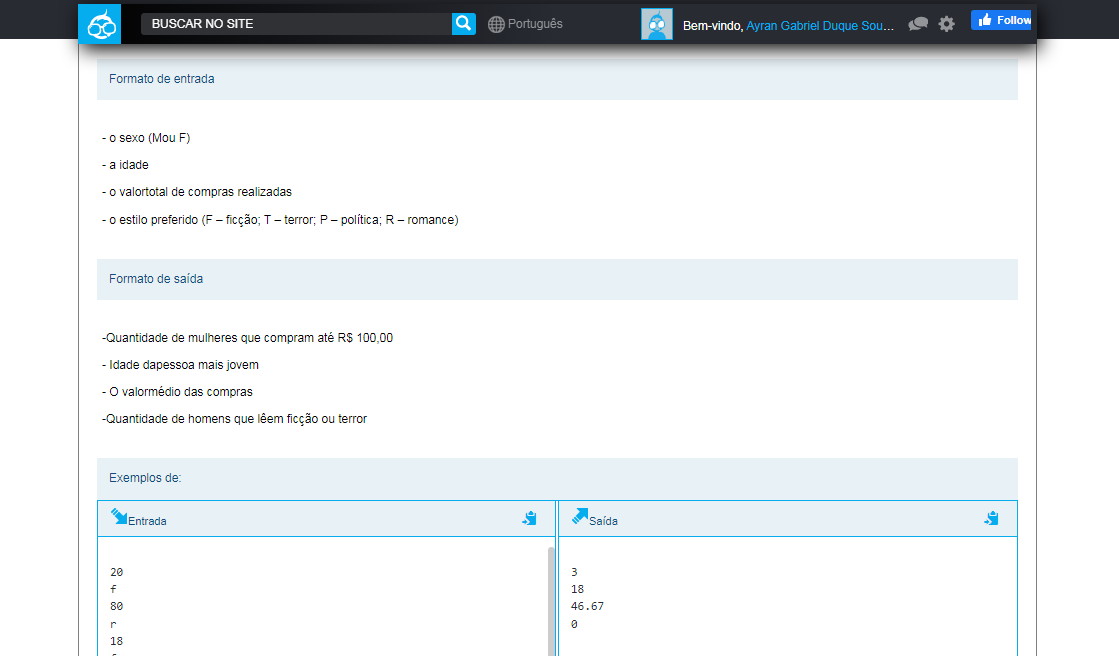 BUSCAR NO SITE
Português
Bem-vindo, Ayran Gabriel Duque Sou...
Follow
Formato de entrada
- o sexo (Mou F)
- a idade
- o valortotal de compras realizadas
- o estilo preferido (F – ficção; T – terror; P – política; R – romance)
Formato de saída
-Quantidade de mulheres que compram até R$ 100,00
- Idade dapessoa mais jovem
- O valormédio das compras
-Quantidade de homens que lêem ficção ou terror
Exemplos de:
Entrada
Saída
20
f
80
r
18
3
18
46.67
0